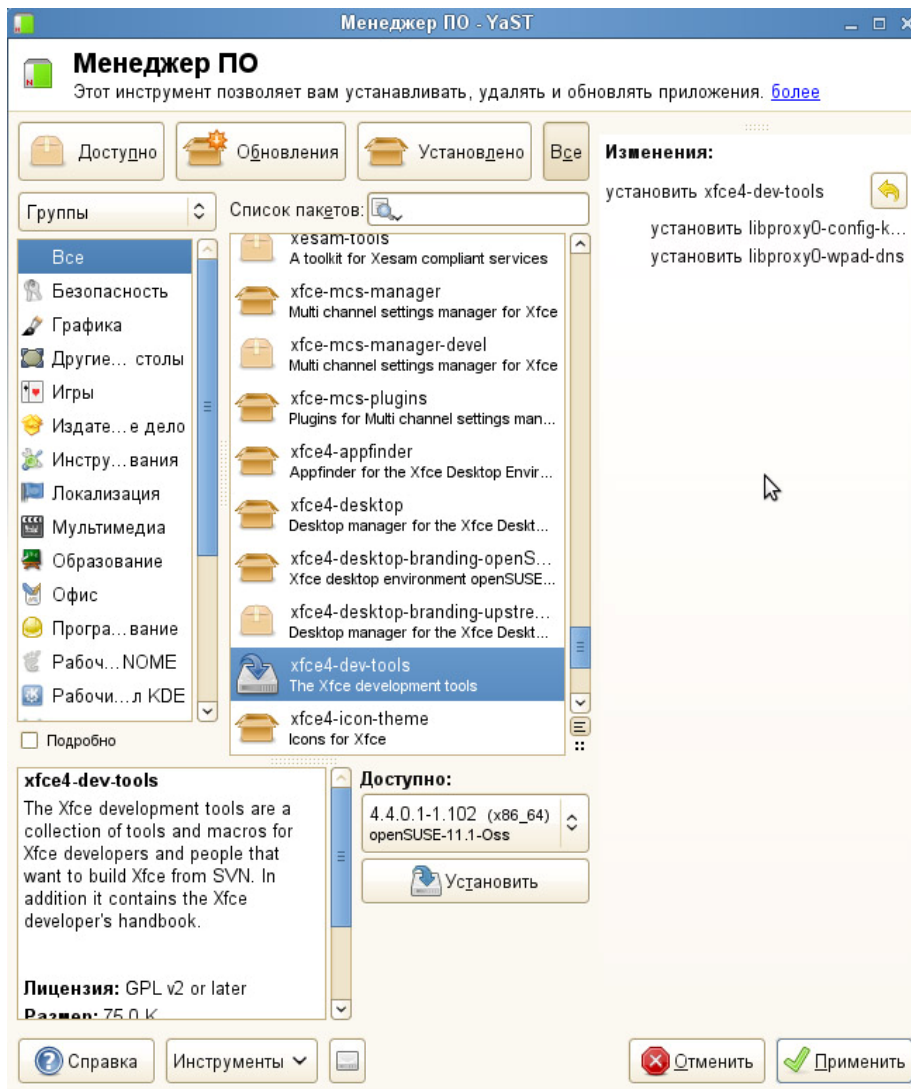 Менеджер ПО - YaST
Менеджер ПО
Этот инструмент позволяет вам устанавливать, удалять и обновлять приложения. более
Доступно
Обновления
Установлено
Все
Группы
Список пакетов:
Все
Безопасность
Графика
Другие... столы
Игры
Издате...е дело
Инстру...вания
Локализация
Мультимедиа
Образование
Офис
Програ...вание
Рабоч...NOME
Рабочи...л KDE
Подробно
xesam-tools
A toolkit for Xesam compliant services
xfce-mcs-manager
Multi channel settings manager for Xfce
xfce-mcs-manager-devel
Multi channel settings manager for Xfce
xfce-mcs-plugins
Plugins for Multi channel settings man...
xfce4-appfinder
Appfinder for the Xfce Desktop Envir...
xfce4-desktop
Desktop manager for the Xfce Deskt...
xfce4-desktop-branding-openS...
Xfce desktop environment openSUSE...
xfce4-desktop-branding-upstre...
Desktop manager for the Xfce Deskt...
xfce4-dev-tools
The Xfce development tools
xfce4-icon-theme
Icons for Xfce
Изменения:
установить xfce4-dev-tools
установить libproxy0-config-k...
установить libproxy0-wpad-dns
xfce4-dev-tools
The Xfce development tools are a
collection of tools and macros for
Xfce developers and people that
want to build Xfce from SVN. In
addition it contains the Xfce
developer's handbook.
Лицензия: GPL v2 or later
Размер: 75.0 K
Доступно:
4.4.0.1-1.102 (x86_64)
openSUSE-11.1-Oss
Установить
Справка
Инструменты
Отменить
Применить